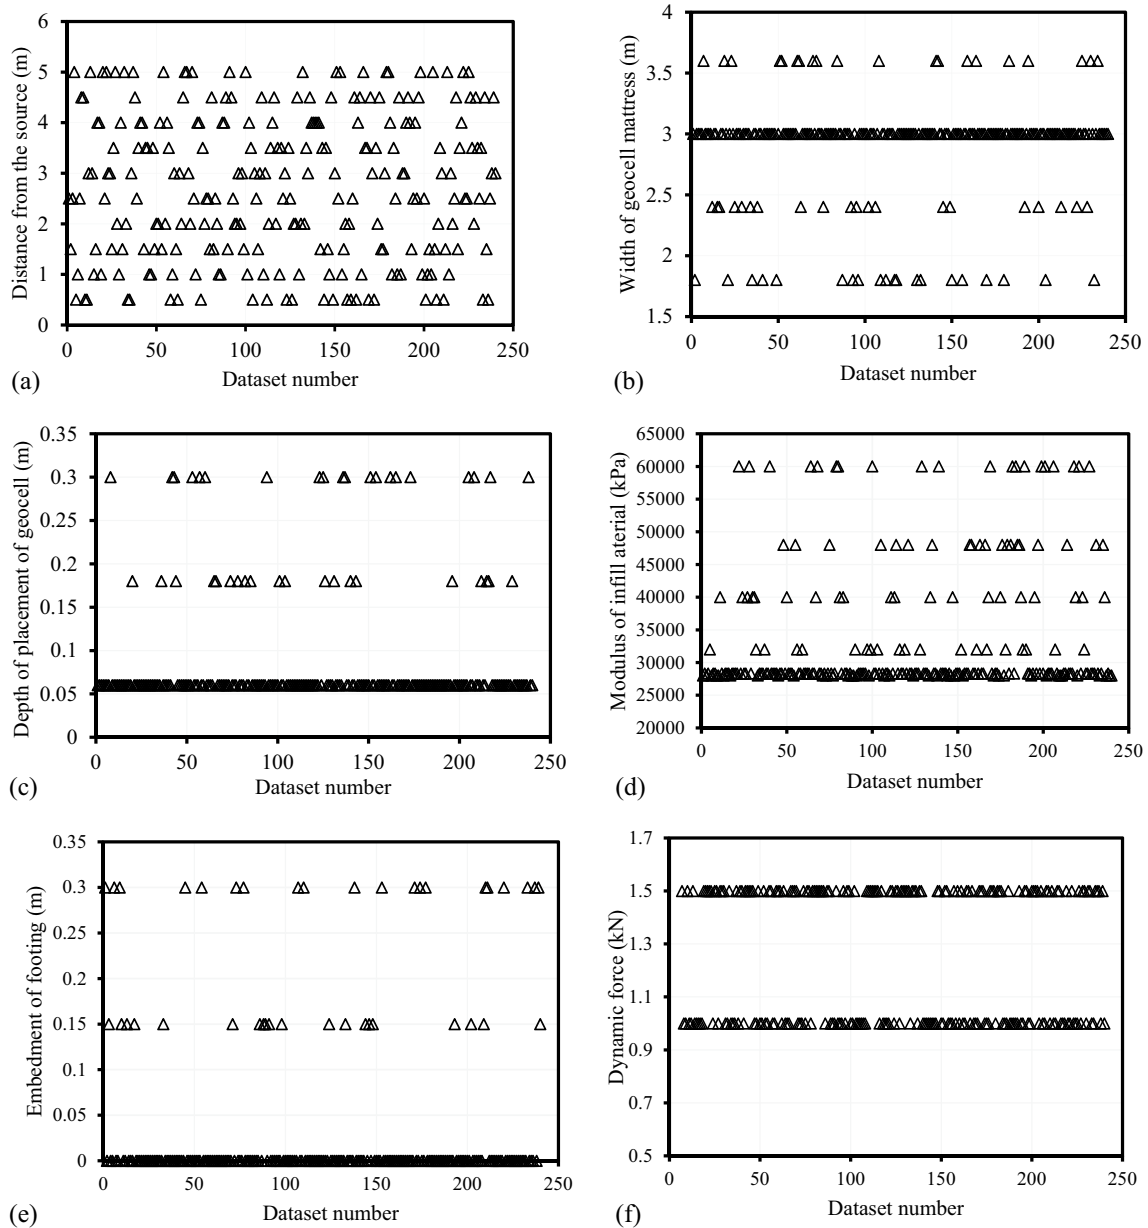 6
5
4
3
2
1
0
Distance from the source (m)
0 50 100 150 200 250
Dataset number
(a)
4
3.5
3
2.5
2
1.5
Width of geocell mattress (m)
0 50 100 150 200 250
Dataset number
(b)
0.35
0.3
0.25
0.2
0.15
0.1
0.05
0
Depth of placement of geocell (m)
0 50 100 150 200 250
Dataset number
(c)
65000
60000
55000
50000
45000
40000
35000
30000
25000
20000
Modulus of infill aterial (kPa)
0 50 100 150 200 250
Dataset number
(d)
0.35
0.3
0.25
0.2
0.15
0.1
0.05
0
Embedment of footing (m)
0 50 100 150 200 250
Dataset number
(e)
1.7
1.5
1.3
1.1
0.9
0.7
0.5
Dynamic force (kN)
0 50 100 150 200 250
Dataset number
(f)